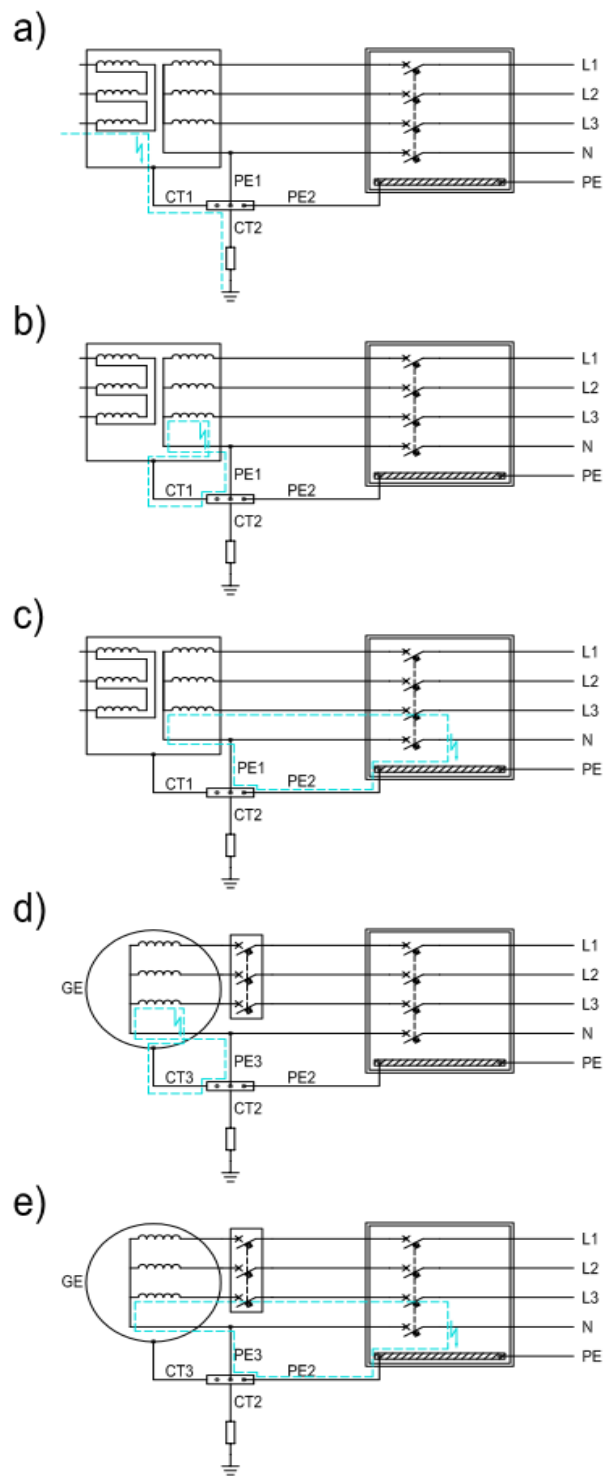 a)
L1
L2
L3
N
PE
CT1 PE1 PE2
CT2
b)
L1
L2
L3
N
PE
CT1 PE1 PE2
CT2
c)
L1
L2
L3
N
PE
CT1 PE1 PE2
CT2
d)
L1
GE L2
L3
N
PE
CT3 PE3 PE2
CT2
e)
L1
GE L2
L3
N
PE
CT3 PE3 PE2
CT2